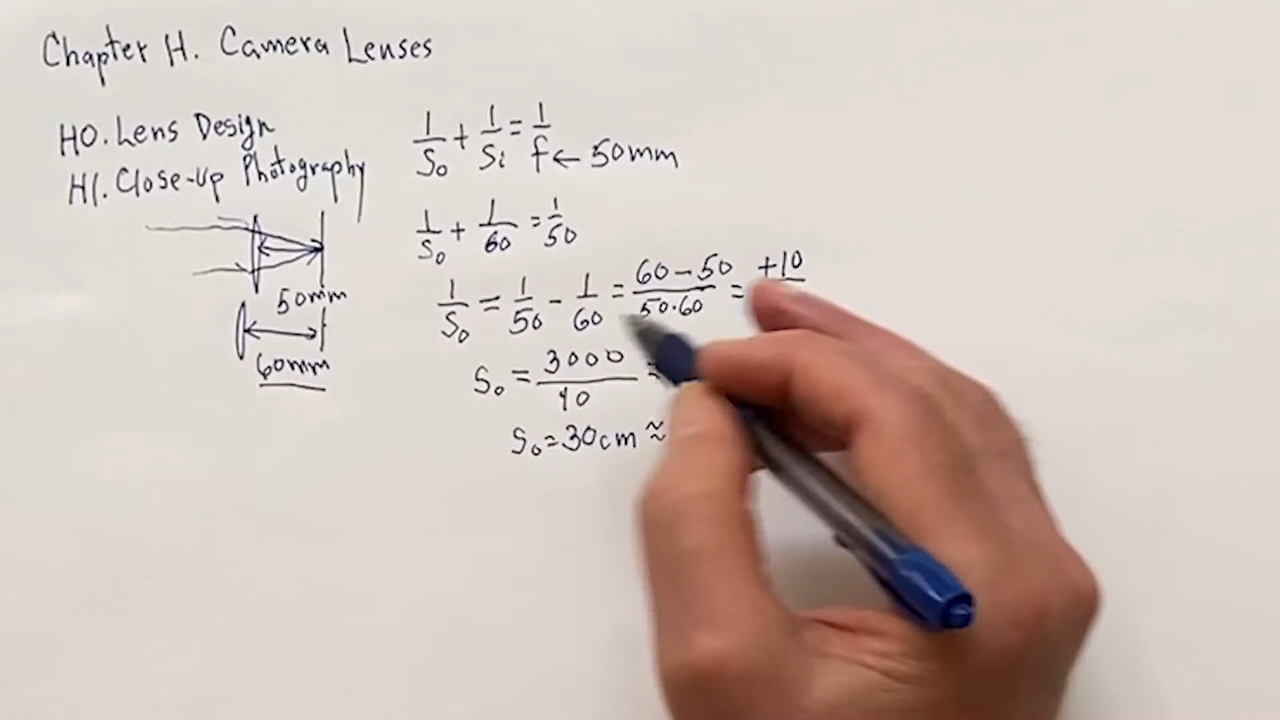 Chapter H. Camera Lenses
H0. Lens Design
H1. Close-Up Photography
50mm
60mm
1/So + 1/Si = 1/f ← 50mm
1/So + 1/60 = 1/50
1/So = 1/50 - 1/60 = 60-50/50·60 = +10
So = 3000/10 =
So = 30cm ≈